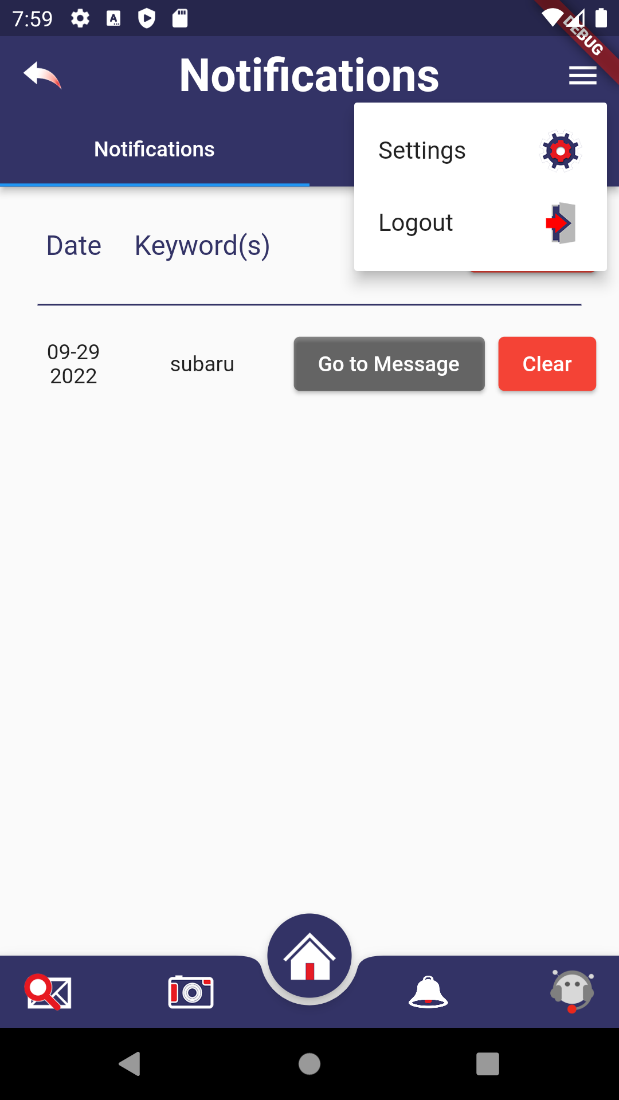 7:59
DEBUG
Notifications
Notifications
Settings
Logout
Date Keyword(s)
09-29
2022
subaru
Go to Message
Clear